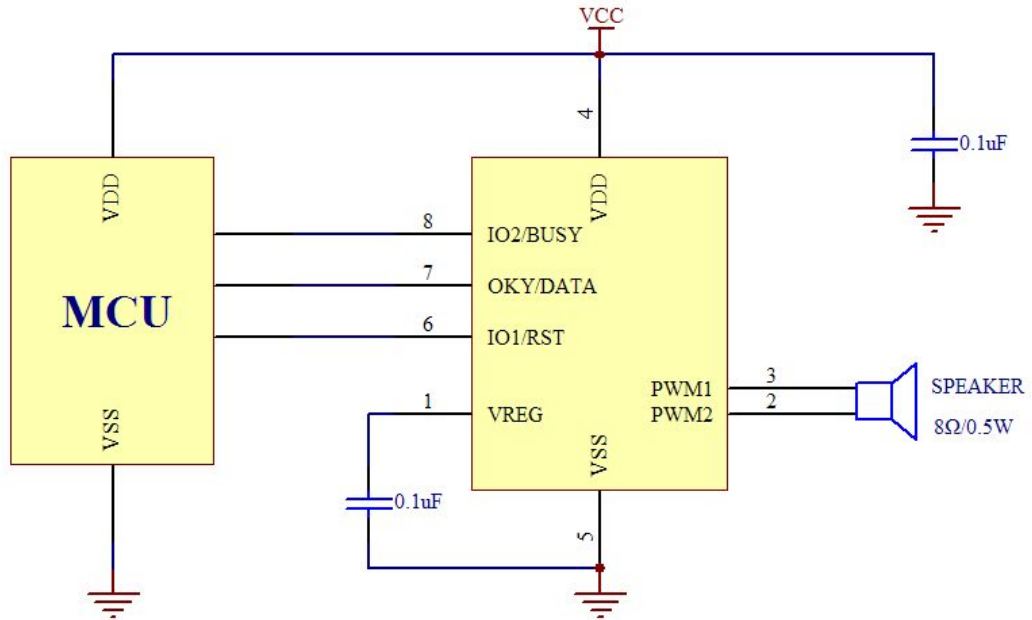 VCC
4
0.1uF
VDD
VDD
8
IO2/BUSY
7
OKY/DATA
MCU
6
IO1/RST
3
PWM1
SPEAKER
1
VREG
2
PWM2
8Ω/0.5W
VSS
VSS
0.1uF
5